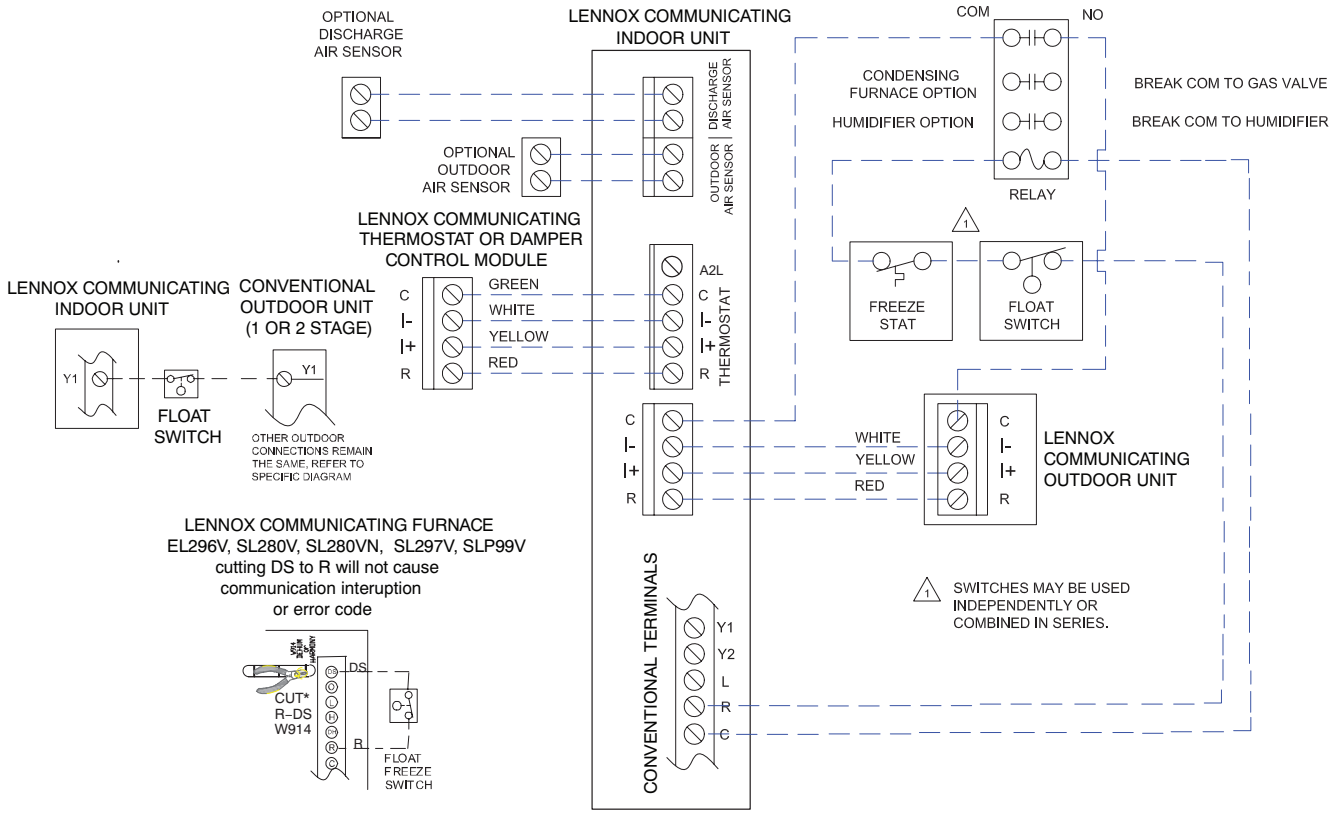 OPTIONAL
DISCHARGE
AIR SENSOR
LENNOX COMMUNICATING
INDOOR UNIT
COM
NO
DISCHARGE
AIR SENSOR
CONDENSING
FURNACE OPTION
BREAK COM TO GAS VALVE
HUMIDIFIER OPTION
BREAK COM TO HUMIDIFIER
OPTIONAL
OUTDOOR
AIR SENSOR
OUTDOOR
AIR SENSOR
RELAY
1
LENNOX COMMUNICATING
THERMOSTAT OR DAMPER
CONTROL MODULE
C
I-
I+
R
GREEN
WHITE
YELLOW
RED
A2L
C
I-
I+
R
THERMOSTAT
FREEZE
STAT
FLOAT
SWITCH
LENNOX COMMUNICATING
INDOOR UNIT
Y1
FLOAT
SWITCH
CONVENTIONAL
OUTDOOR UNIT
(1 OR 2 STAGE)
Y1
OTHER OUTDOOR
CONNECTIONS REMAIN
THE SAME, REFER TO
SPECIFIC DIAGRAM
C
I-
I+
R
WHITE
YELLOW
RED
C
I-
I+
R
LENNOX
COMMUNICATING
OUTDOOR UNIT
LENNOX COMMUNICATING FURNACE
EL296V, SL280V, SL280VN, SL297V, SLP99V
cutting DS to R will not cause
communication interuption
or error code
W914
DEHUM
OR
HARMONY
CUT*
R-DS
W914
DS
O
L
H
DH
R
C
DS
R
FLOAT
FREEZE
SWITCH
CONVENTIONAL TERMINALS
Y1
Y2
L
R
C
1
SWITCHES MAY BE USED
INDEPENDENTLY OR
COMBINED IN SERIES.